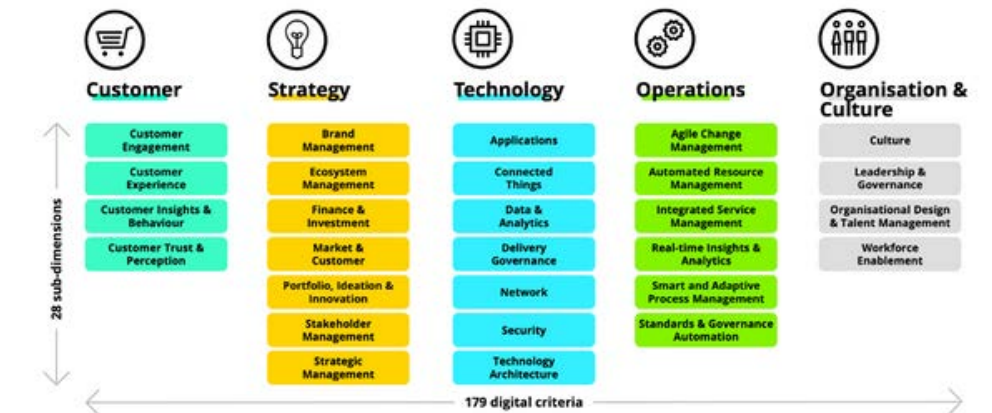 Customer
Strategy
Technology
Operations
Organisation &
Culture
28 sub-dimensions
Customer
Engagement
Customer
Experience
Customer Insights &
Behaviour
Customer Trust &
Perception
Brand
Management
Ecosystem
Management
Finance &
Investment
Market &
Customer
Portfolio, Ideation &
Innovation
Stakeholder
Management
Strategic
Management
Applications
Connected
Things
Data &
Analytics
Delivery
Governance
Network
Security
Technology
Architecture
Agile Change
Management
Automated Resource
Management
Integrated Service
Management
Real-time Insights &
Analytics
Smart and Adaptive
Process Management
Standards & Governance
Automation
Culture
Leadership &
Governance
Organisational Design
& Talent Management
Workforce
Enablement
179 digital criteria